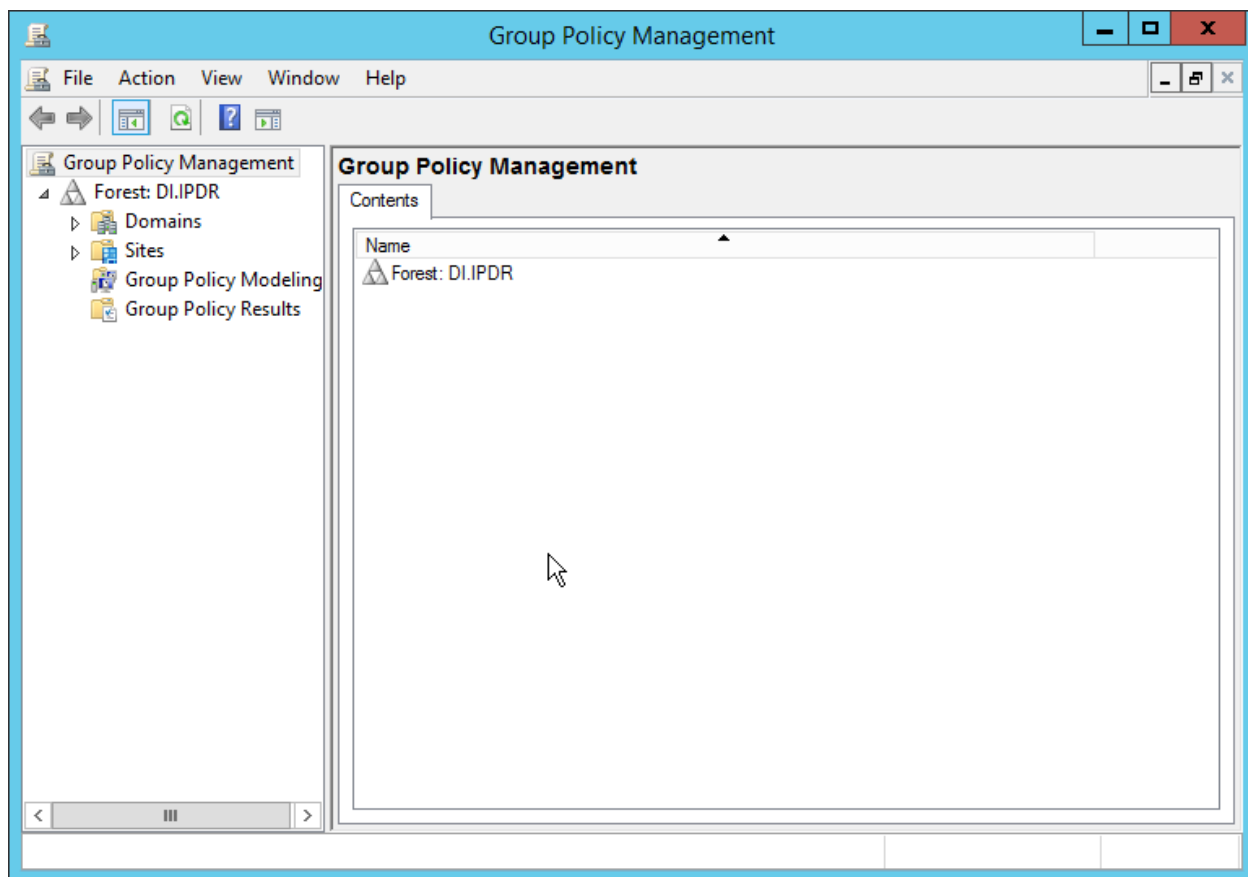 Group Policy Management
File Action View Window Help
Group Policy Management
Forest: DI.IPDR
Domains
Sites
Group Policy Modeling
Group Policy Results
Group Policy Management
Contents
Name
Forest: DI.IPDR